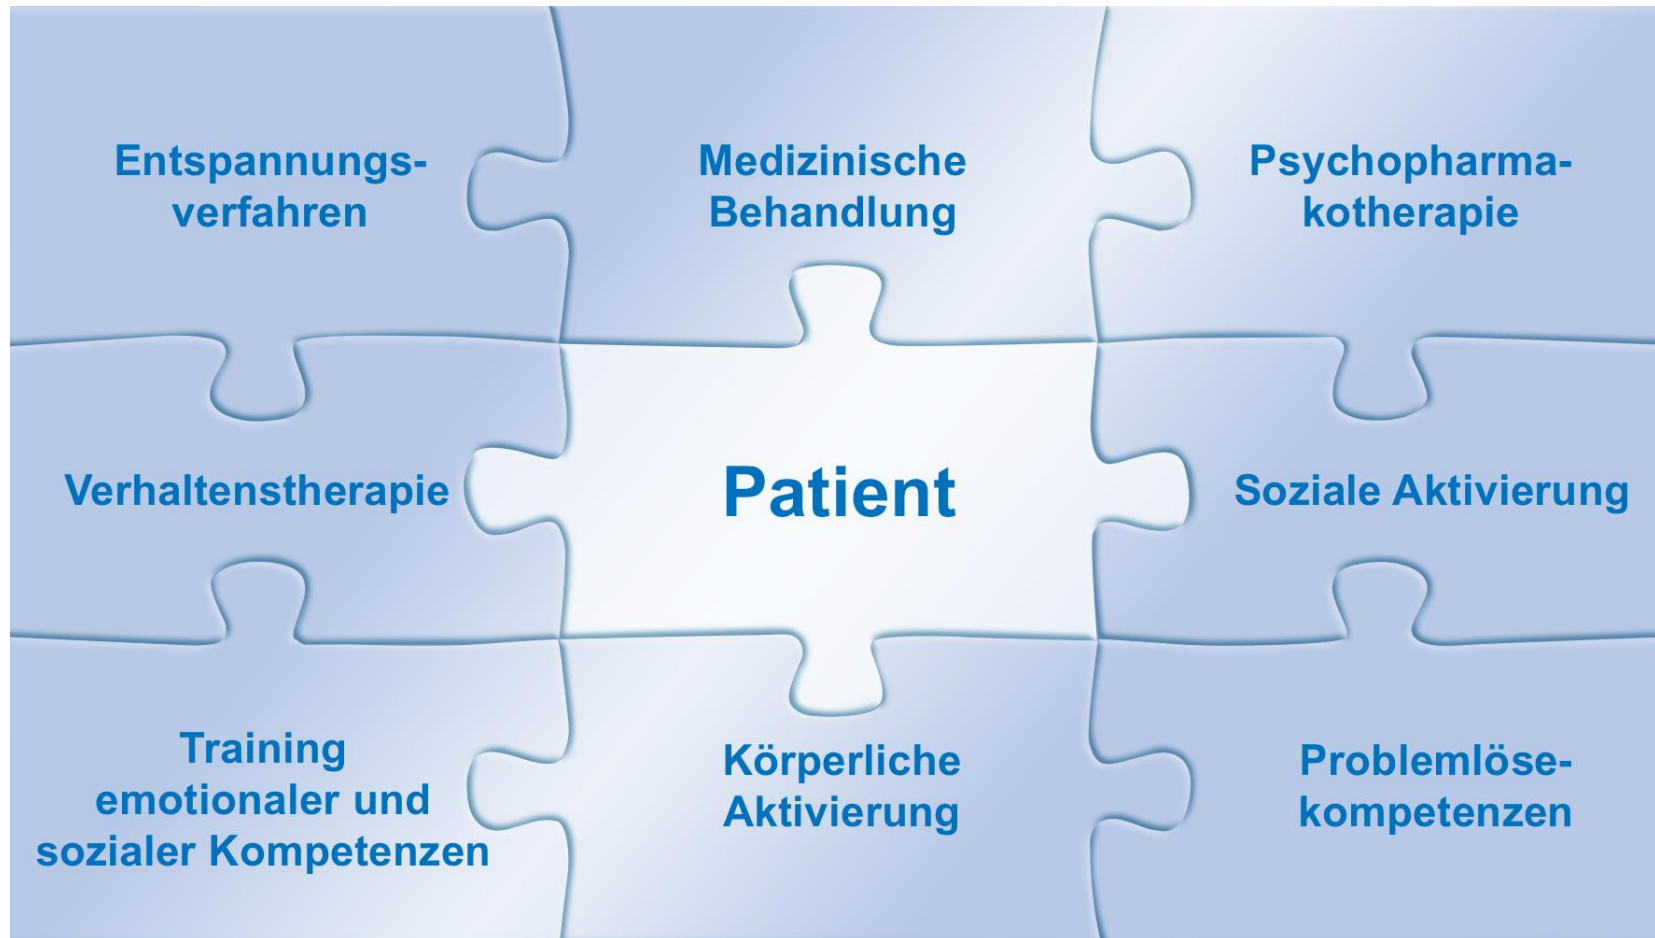 Entspannungs-
verfahren
Medizinische
Behandlung
Psychopharma-
kotherapie
Verhaltenstherapie
Patient
Soziale Aktivierung
Training
emotionaler und
sozialer Kompetenzen
Körperliche
Aktivierung
Problemlöse-
kompetenzen